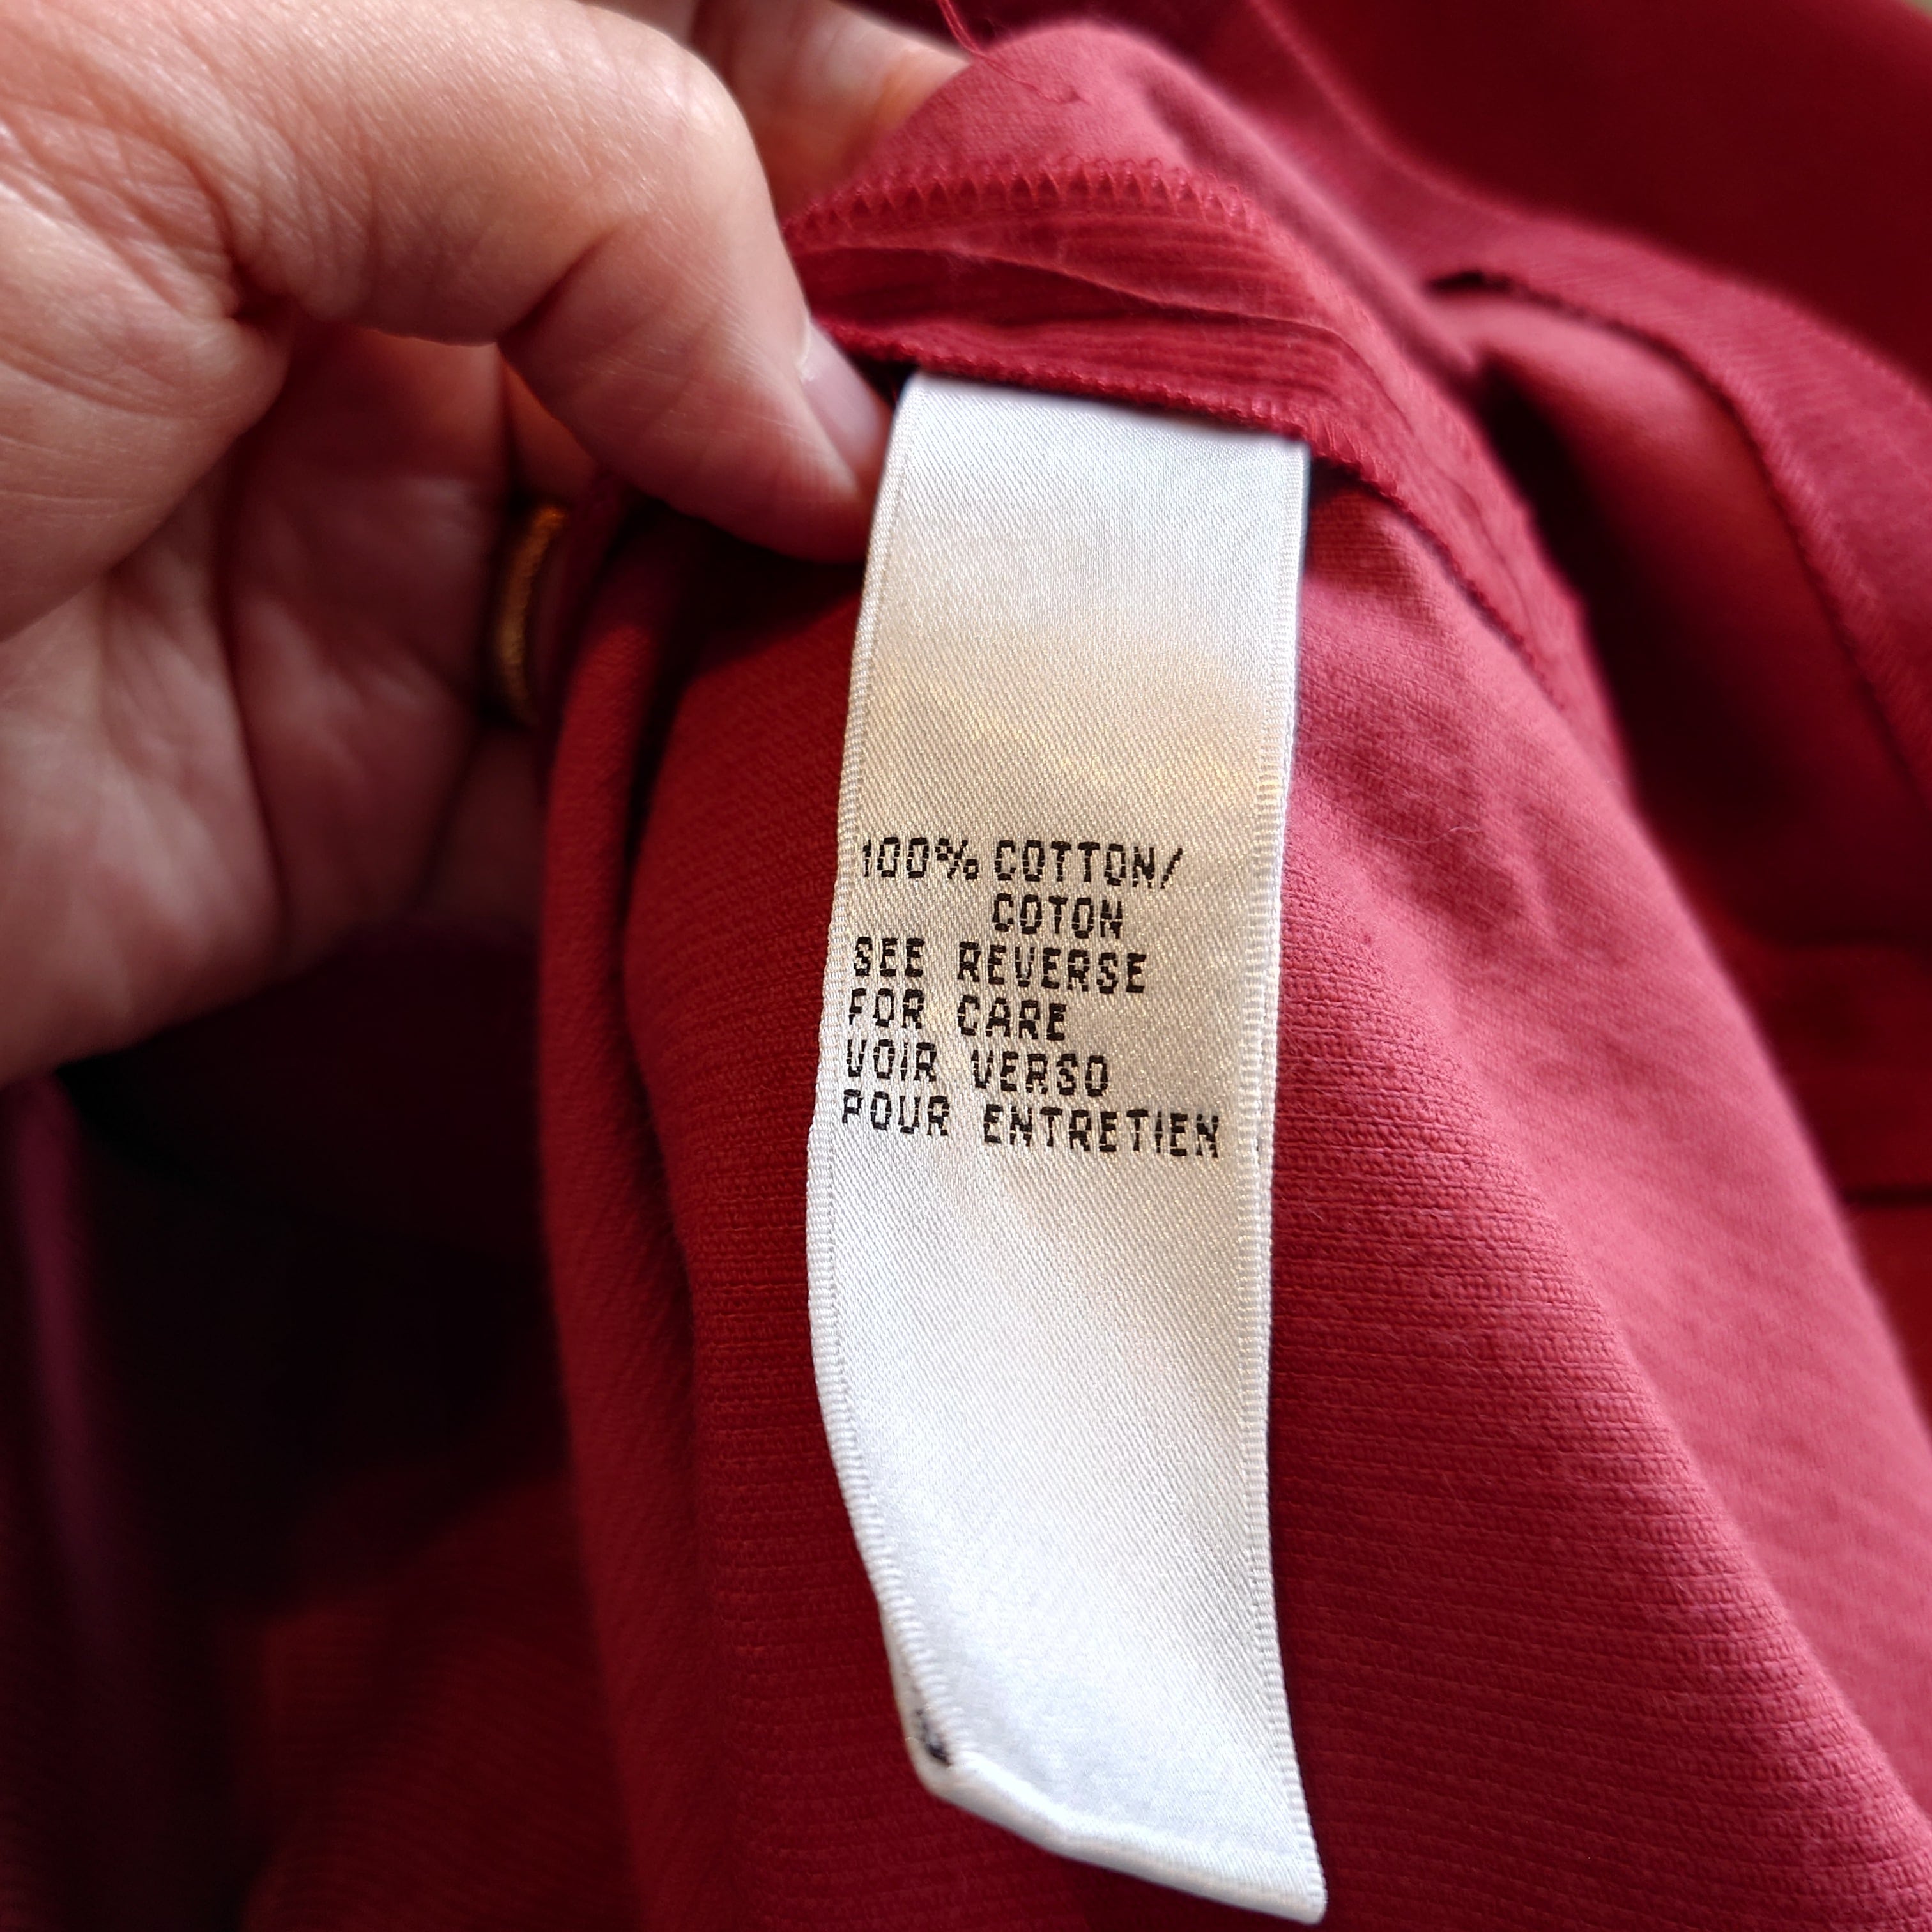 100% COTTON/
COTON
SEE REVERSE
FOR CARE
VOIR VERSO
POUR ENTRETIEN